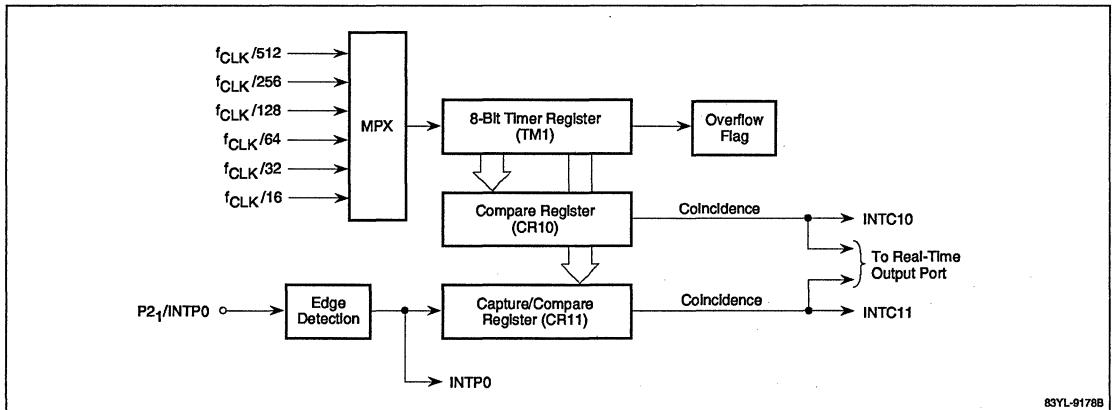 fCLK/512
fCLK/256
fCLK/128
fCLK/64
fCLK/32
fCLK/16
MPX
8-Bit Timer Register
(TM1)
Overflow
Flag
Compare Register
(CR10)
Coincidence
INTC10
To Real-Time
Output Port
P21/INTP0
Edge
Detection
Capture/Compare
Register (CR11)
Coincidence
INTC11
INTP0
83YL-9178B